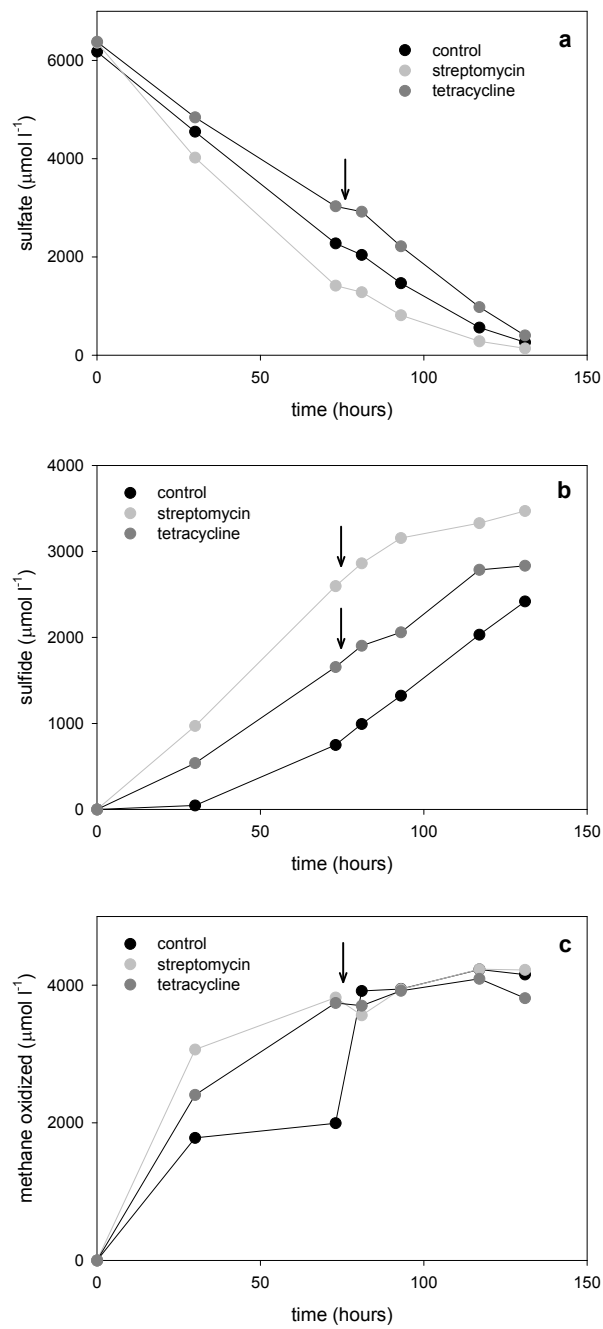 a
control
streptomycin
tetracycline
6000
4000
2000
0
sulfate (µmol l⁻¹)
0 50 100 150
time (hours)
b
control
streptomycin
tetracycline
4000
3000
2000
1000
0
sulfide (µmol l⁻¹)
0 50 100 150
time (hours)
c
control
streptomycin
tetracycline
4000
2000
0
methane oxidized (µmol l⁻¹)
0 50 100 150
time (hours)